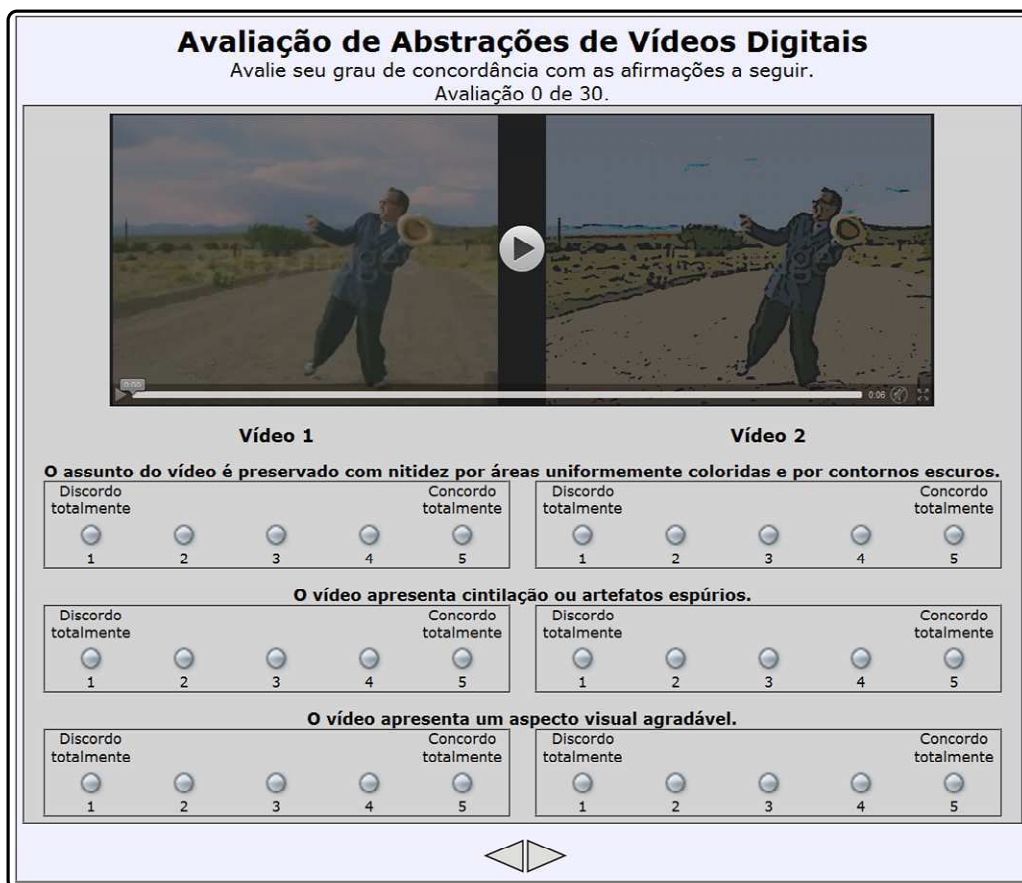 Avaliação de Abstrações de Vídeos Digitais
Avalie seu grau de concordância com as afirmações a seguir.
Avaliação 0 de 30.
0:00
0:06
Vídeo 1
Vídeo 2
O assunto do vídeo é preservado com nitidez por áreas uniformemente coloridas e por contornos escuros.
Discordo
totalmente
Concordo
totalmente
1 2 3 4 5
Discordo
totalmente
Concordo
totalmente
1 2 3 4 5
O vídeo apresenta cintilação ou artefatos espúrios.
Discordo
totalmente
Concordo
totalmente
1 2 3 4 5
Discordo
totalmente
Concordo
totalmente
1 2 3 4 5
O vídeo apresenta um aspecto visual agradável.
Discordo
totalmente
Concordo
totalmente
1 2 3 4 5
Discordo
totalmente
Concordo
totalmente
1 2 3 4 5